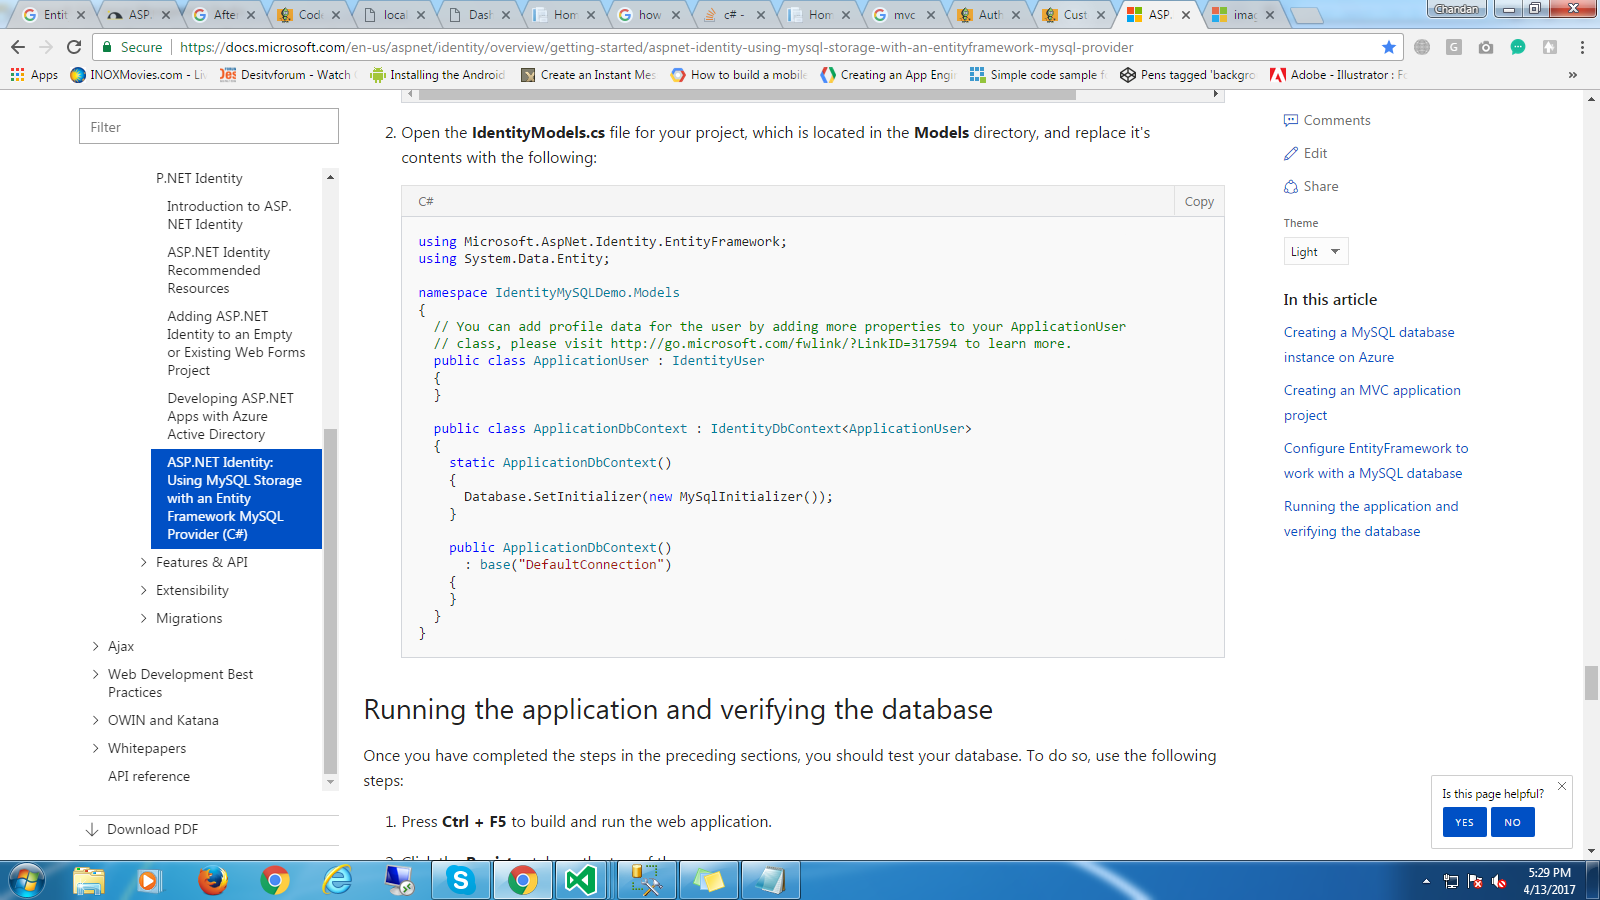 Entit
ASP.
After
Code
local
Dash
Hom
how
c# -
Hom
mvc
Auth
Cust
ASP.
imag
Chandan
Secure
https://docs.microsoft.com/en-us/aspnet/identity/overview/getting-started/aspnet-identity-using-mysql-storage-with-an-entityframework-mysql-provider
Apps
INOXMovies.com - Liv
Desitvforum - Watch
Installing the Android
Create an Instant Mes
How to build a mobile
Creating an App Engi
Simple code sample f
Pens tagged 'backgro
Adobe - Illustrator : Fo
»
Filter
P.NET Identity
Introduction to ASP.
NET Identity
ASP.NET Identity
Recommended
Resources
Adding ASP.NET
Identity to an Empty
or Existing Web Forms
Project
Developing ASP.NET
Apps with Azure
Active Directory
ASP.NET Identity:
Using MySQL Storage
with an Entity
Framework MySQL
Provider (C#)
Features & API
Extensibility
Migrations
Ajax
Web Development Best
Practices
OWIN and Katana
Whitepapers
API reference
Download PDF
2. Open the IdentityModels.cs file for your project, which is located in the Models directory, and replace it's
contents with the following:
C#
Copy
using Microsoft.AspNet.Identity.EntityFramework;
using System.Data.Entity;
namespace IdentityMySQLDemo.Models
{
// You can add profile data for the user by adding more properties to your ApplicationUser
// class, please visit http://go.microsoft.com/fwlink/?LinkID=317594 to learn more.
public class ApplicationUser : IdentityUser
{
}
public class ApplicationDbContext : IdentityDbContext<ApplicationUser>
{
static ApplicationDbContext()
{
Database.SetInitializer(new MySqlInitializer());
}
public ApplicationDbContext()
: base("DefaultConnection")
{
}
}
}
Running the application and verifying the database
Once you have completed the steps in the preceding sections, you should test your database. To do so, use the following
steps:
1. Press Ctrl + F5 to build and run the web application.
Comments
Edit
Share
Theme
Light
In this article
Creating a MySQL database
instance on Azure
Creating an MVC application
project
Configure EntityFramework to
work with a MySQL database
Running the application and
verifying the database
Is this page helpful?
YES
NO
5:29 PM
4/13/2017